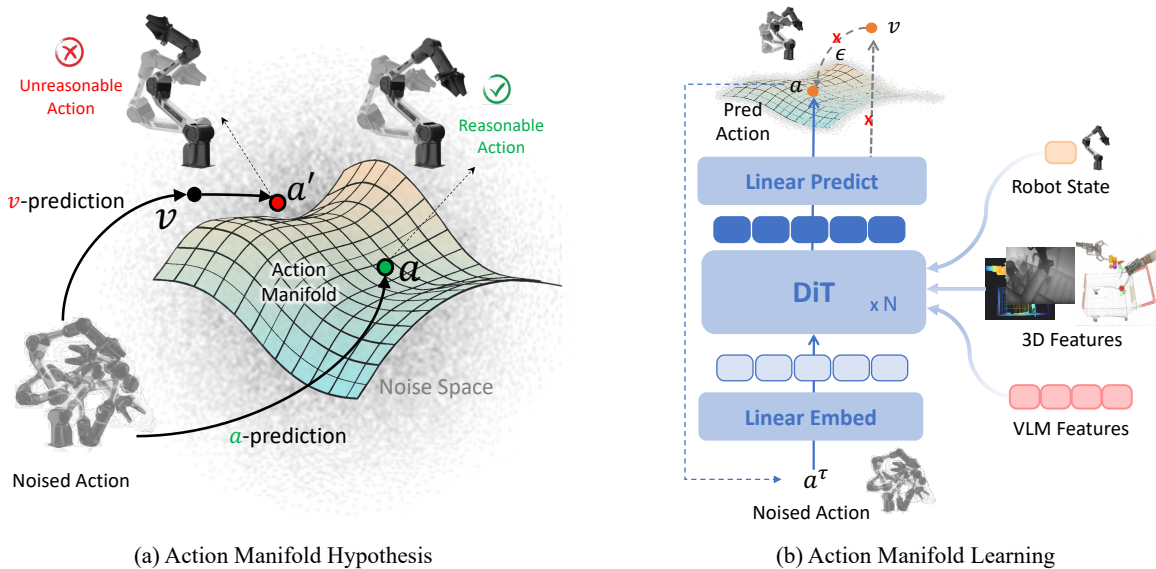 Unreasonable
Action
Reasonable
Action
v-prediction
v
a′
a
Action
Manifold
Noise Space
a-prediction
Noised Action
(a) Action Manifold Hypothesis
v
x
ϵ
a
x
Pred
Action
Linear Predict
Robot State
DiT
x N
3D Features
Linear Embed
VLM Features
a^τ
Noised Action
(b) Action Manifold Learning